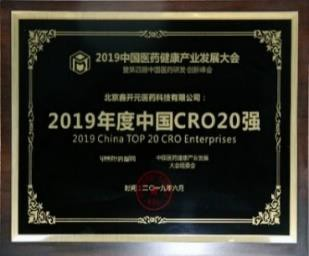 2019中国医药健康产业发展大会
暨第四届中国医药研发·创新峰会
北京鑫开元医药科技有限公司：
2019年度中国CRO20强
2019 China TOP 20 CRO Enterprises
中国医药健康产业发展
大会组委会
时间：二〇一九年六月